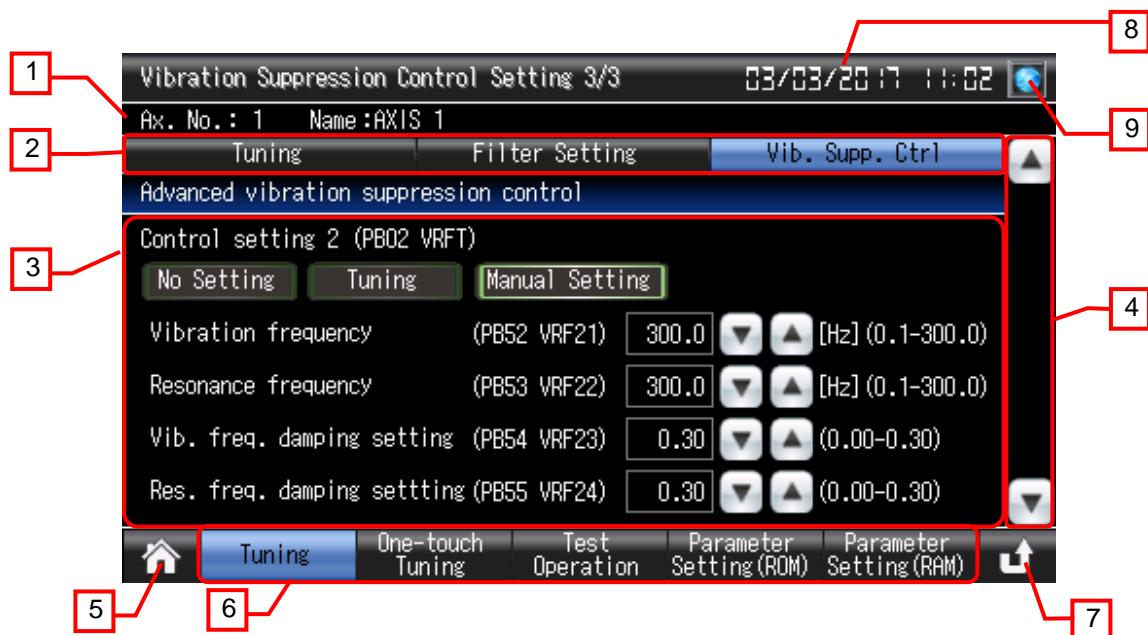 8
1
Vibration Suppression Control Setting 3/3 03/03/2017 11:02
Ax. No.: 1 Name:AXIS 1
9
2
Tuning Filter Setting Vib. Supp. Ctrl
Advanced vibration suppression control
Control setting 2 (PB02 VRFT)
3
No Setting Tuning Manual Setting
4
Vibration frequency (PB52 VRF21) 300.0 [Hz](0.1-300.0)
Resonance frequency (PB53 VRF22) 300.0 [Hz](0.1-300.0)
Vib. freq. damping setting (PB54 VRF23) 0.30 (0.00-0.30)
Res. freq. damping settting (PB55 VRF24) 0.30 (0.00-0.30)
Tuning One-touch Tuning Test Operation Parameter Setting(ROM) Parameter Setting(RAM)
5
6
7